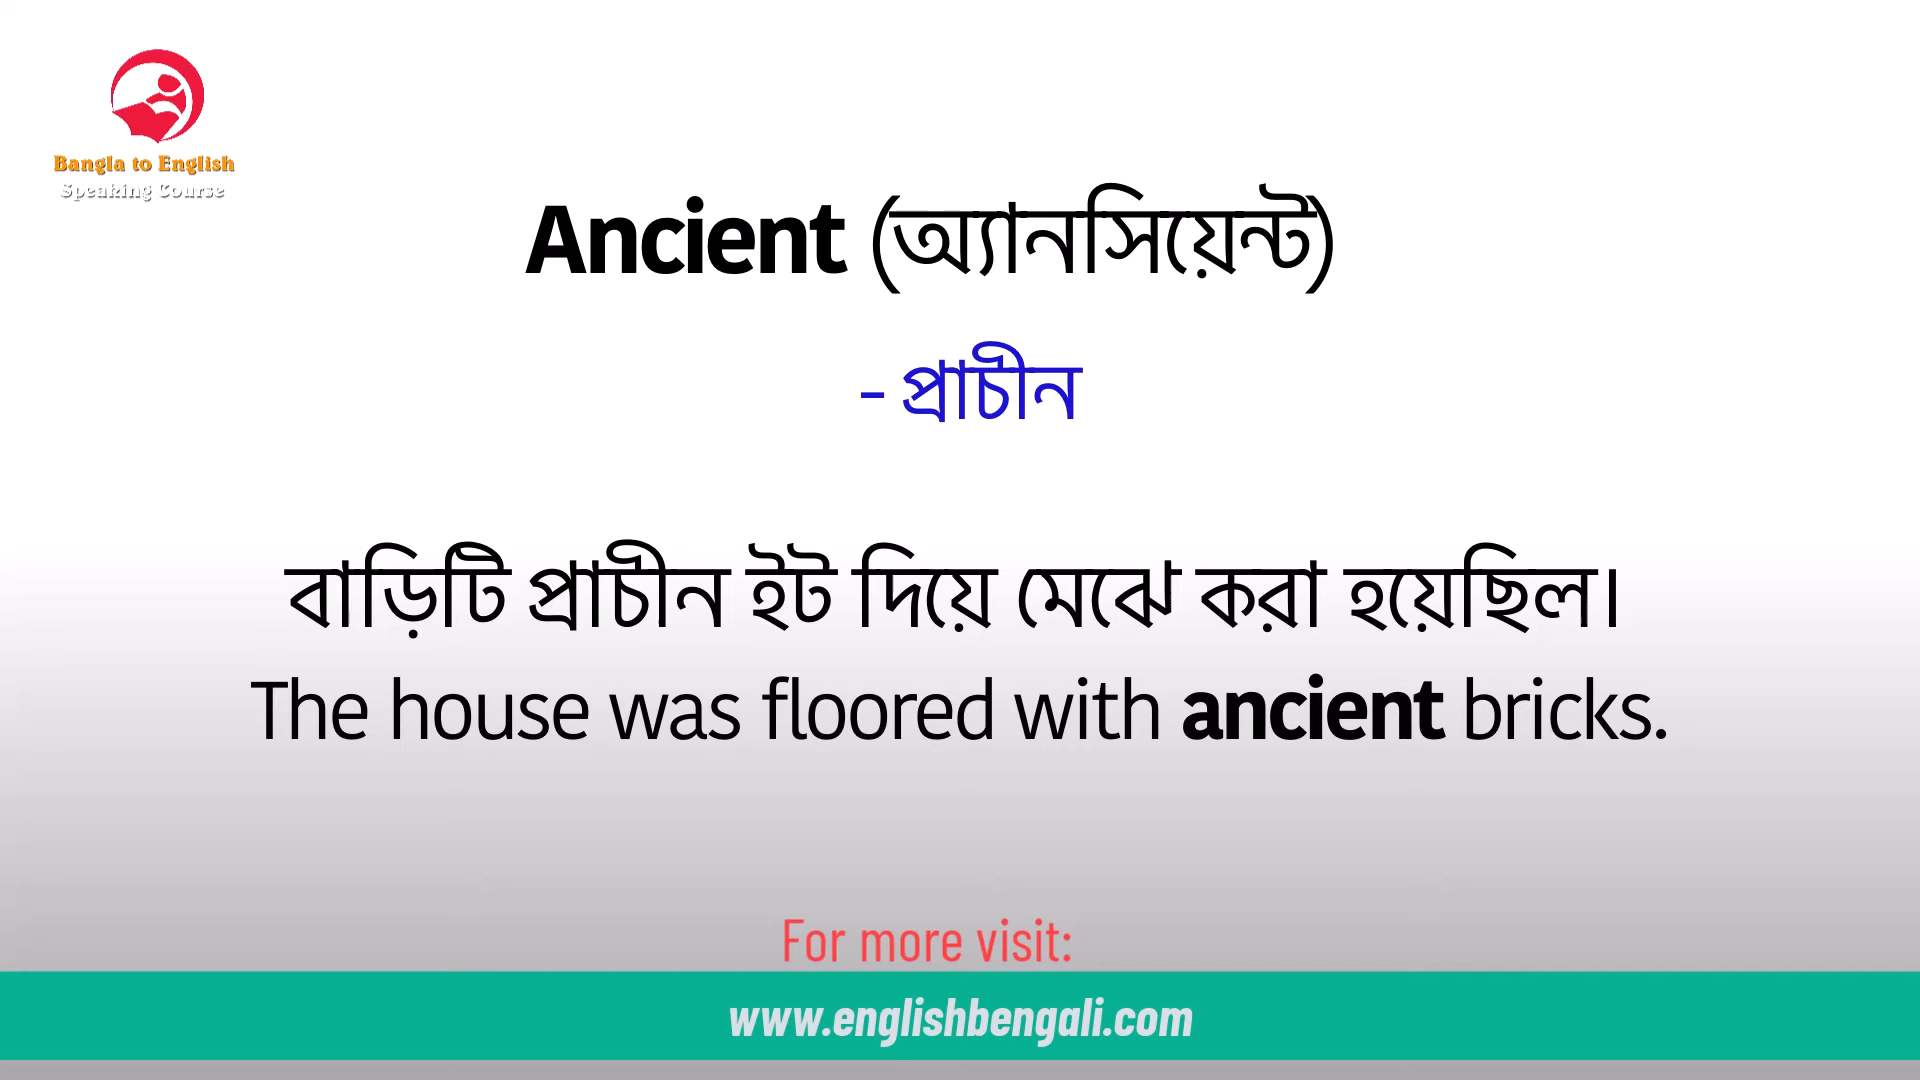 Bangla to English
Speaking Course
Ancient (অ্যানসিয়েন্ট)
- প্রাচীন
বাড়িটি প্রাচীন ইট দিয়ে মেঝে করা হয়েছিল।
The house was floored with ancient bricks.
For more visit:
www.englishbengali.com